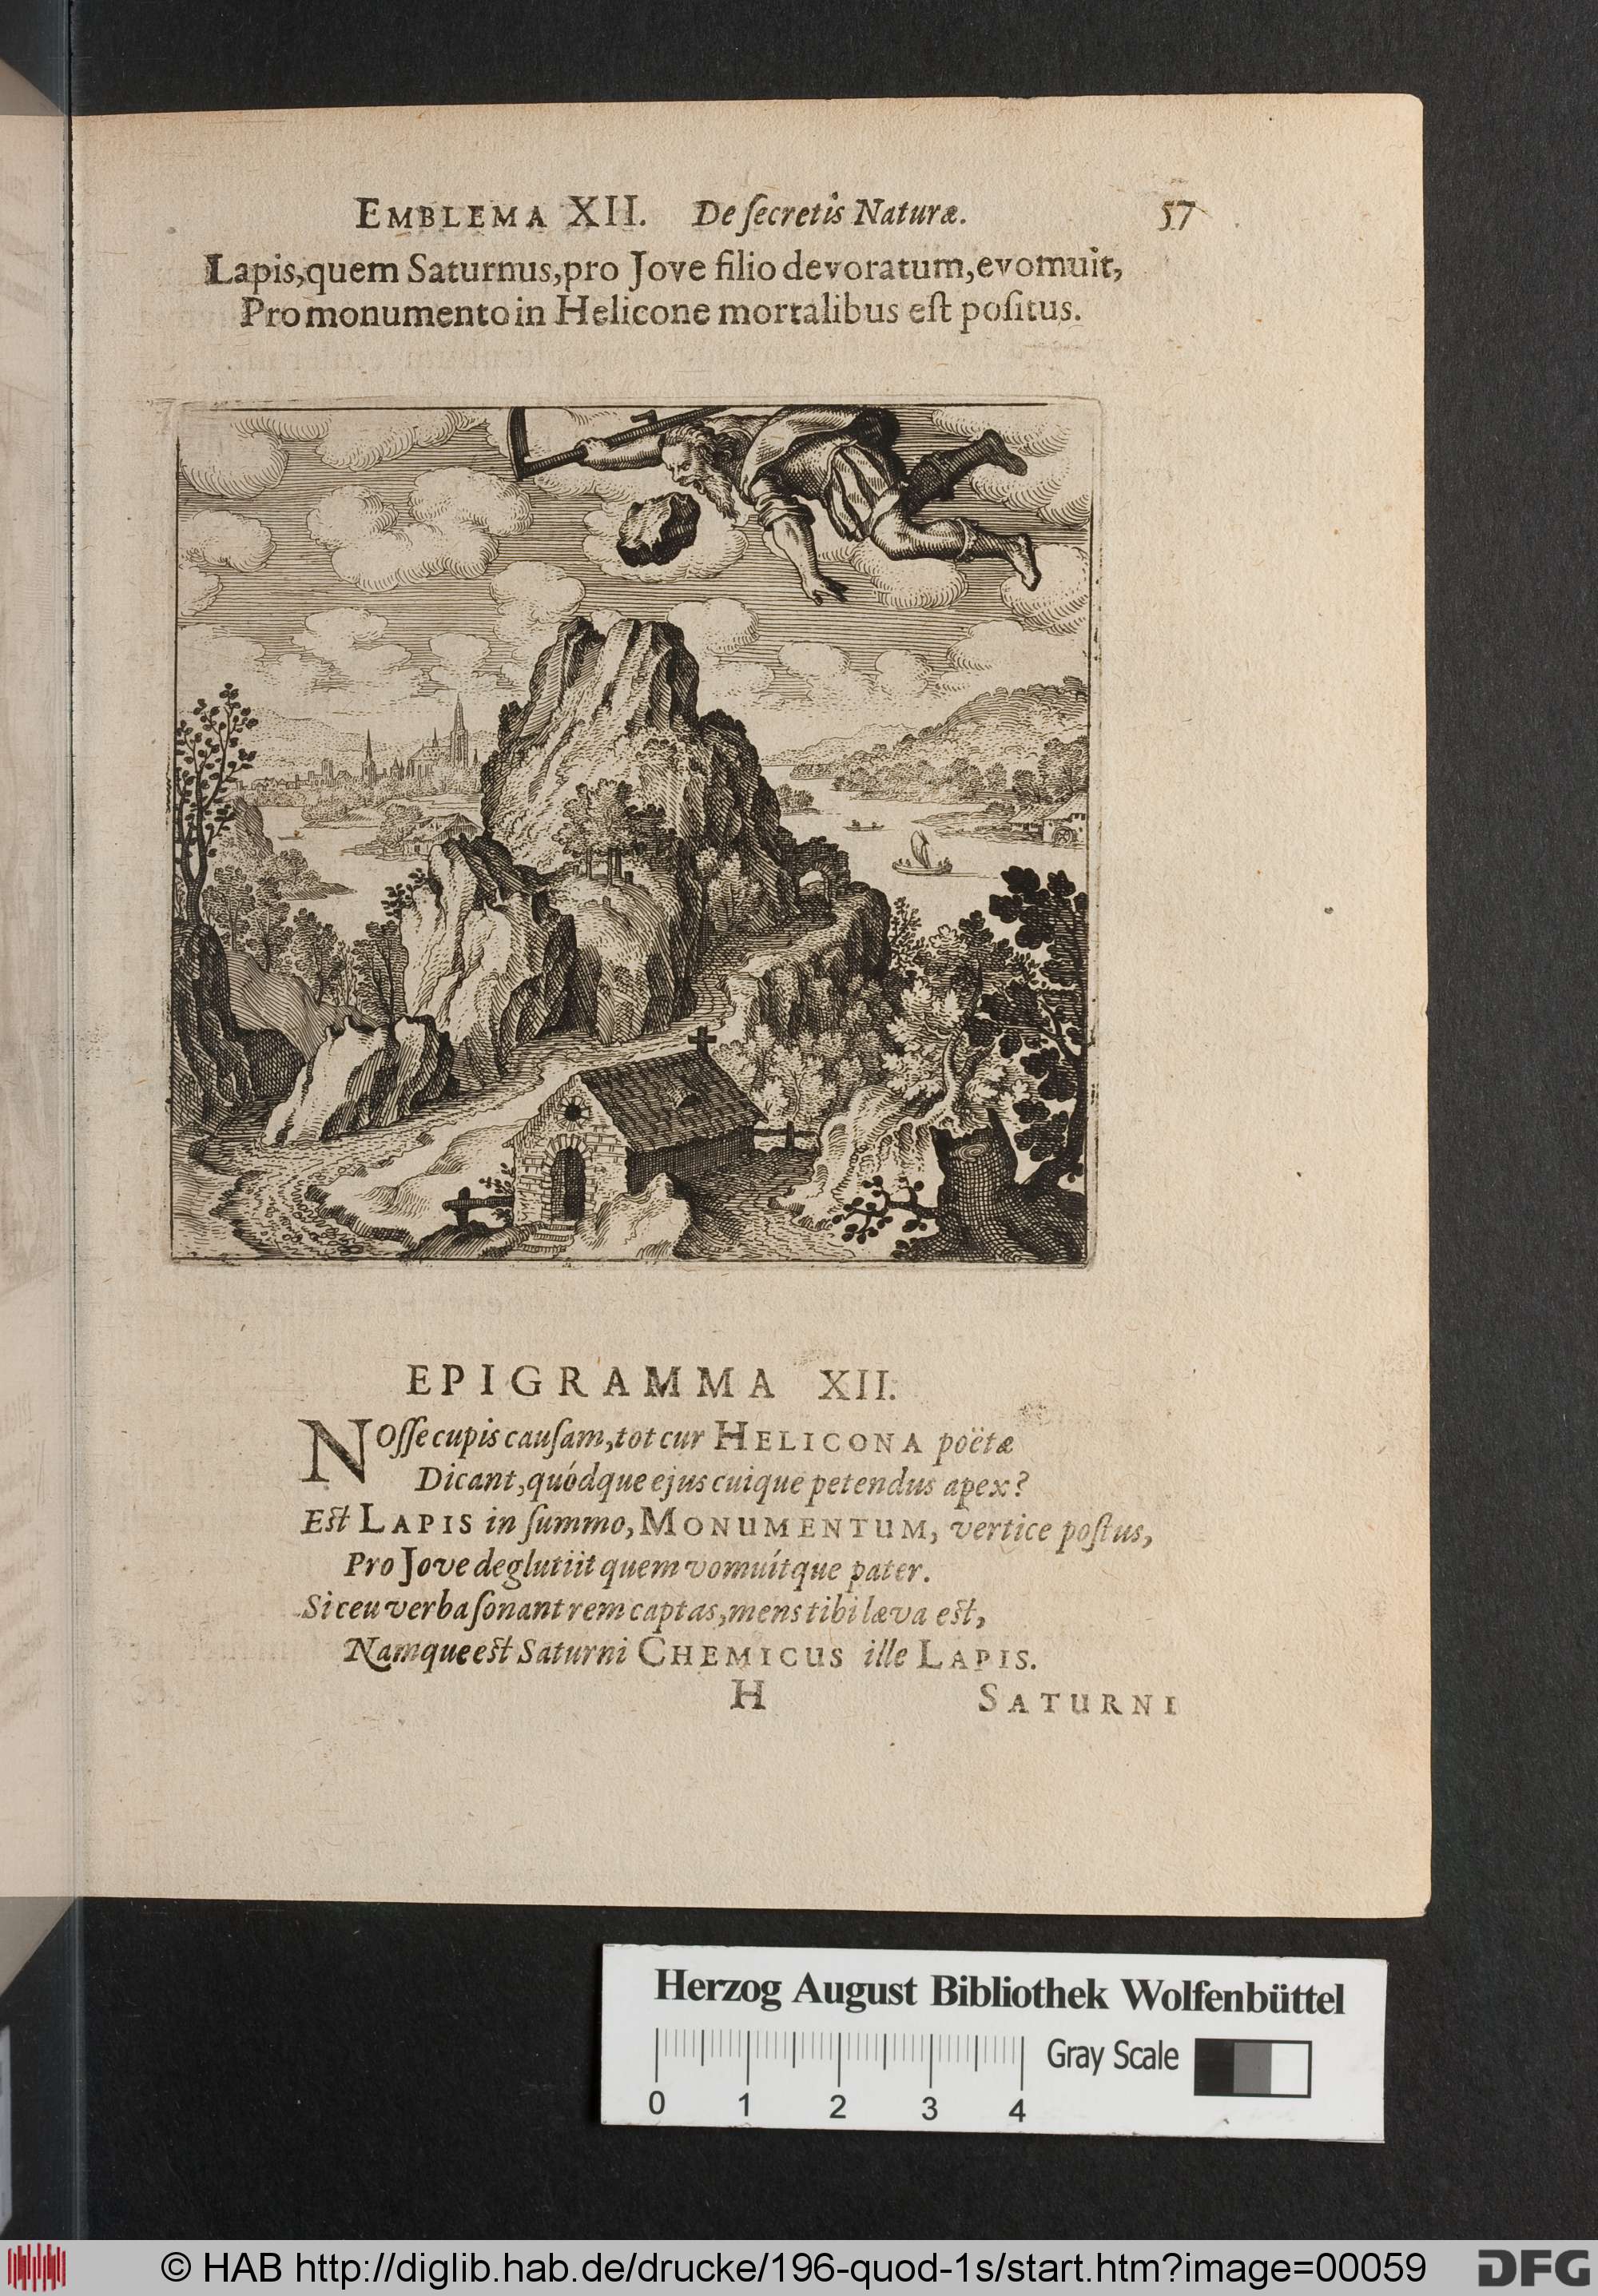 EMBLEMA XII. De ſecretis Naturæ. 57
Lapis,quem Saturnus,pro Jove filio devoratum,evomuit,
Pro monumento in Helicone mortalibus eſt poſitus.
EPIGRAMMA XII.
NOſſe cupis cauſam,tot cur HELICONA poëtæ
Dicant,quódque ejus cuique petendus apex?
Eſt LAPIS in ſummo, MONUMENTUM, vertice poſtus,
Pro Jove deglutiit quem vomuítque pater.
Si ceu verba ſonant rem captas,mens tibi læva eſt,
Namque eſt Saturni CHEMICUS ille LAPIS.
H SATURNI
Herzog August Bibliothek Wolfenbüttel
Gray Scale
0 1 2 3 4
© HAB http://diglib.hab.de/drucke/196-quod-1s/start.htm?image=00059 DFG